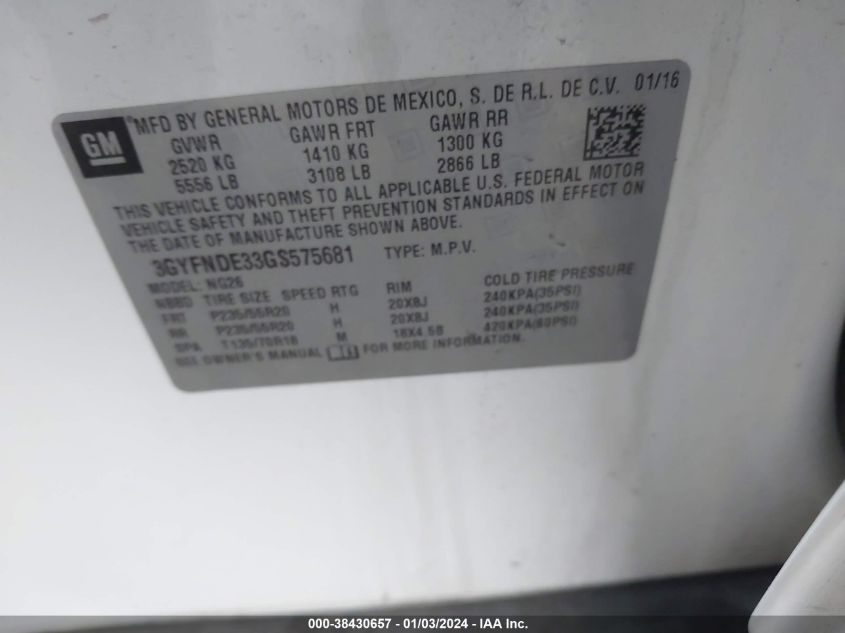 GM
®MFD BY GENERAL MOTORS DE MEXICO, S. DE R.L. DE C.V. 01/16
GVWR GAWR FRT GAWR RR
2520 KG 1410 KG 1300 KG
5556 LB 3108 LB 2866 LB
THIS VEHICLE CONFORMS TO ALL APPLICABLE U.S. FEDERAL MOTOR
VEHICLE SAFETY AND THEFT PREVENTION STANDARDS IN EFFECT ON
THE DATE OF MANUFACTURE SHOWN ABOVE.
3GYFNDE33GS575681 TYPE: M.P.V.
MODEL: NG26
NBBD TIRE SIZE SPEED RTG RIM COLD TIRE PRESSURE
FRT P235/55R20 H 20X8J 240KPA(35PSI)
RR P235/55R20 H 20X8J 240KPA(35PSI)
SPA T135/70R18 M 18X4.5B 420KPA(60PSI)
SEE OWNER'S MANUAL FOR MORE INFORMATION.
000-38430657 - 01/03/2024 - IAA Inc.